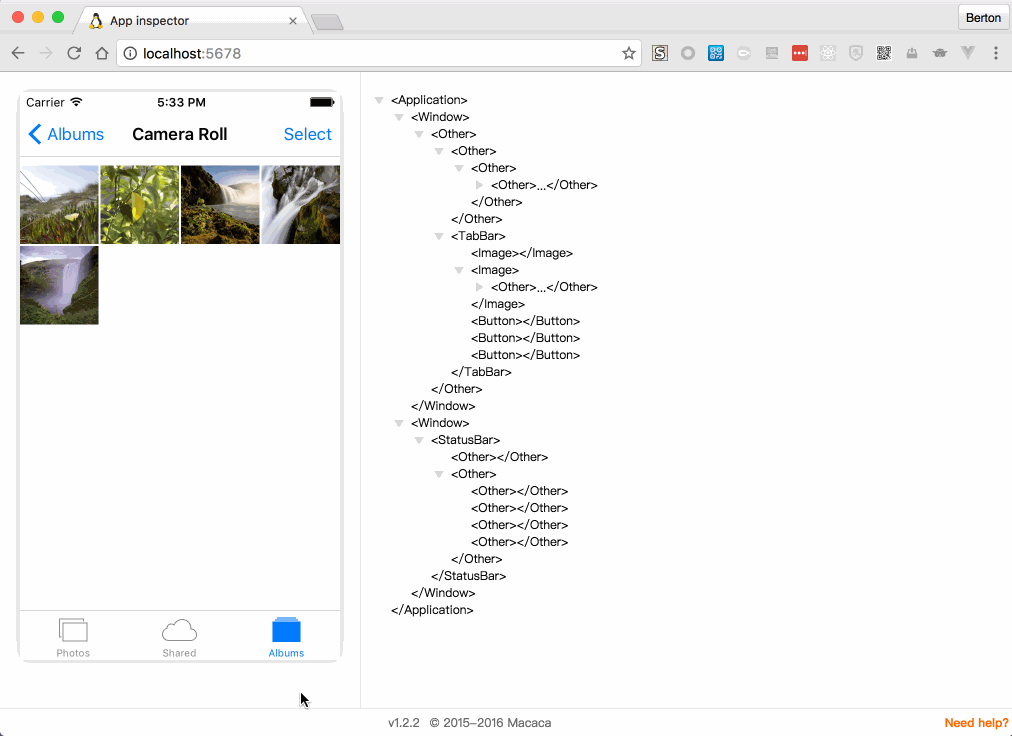 App inspector
Berton
localhost:5678
Carrier 5:33 PM
Albums Camera Roll Select
Photos Shared Albums
<Application>
<Window>
<Other>
<Other>
<Other>
<Other>...</Other>
</Other>
</Other>
<TabBar>
<Image></Image>
<Image>
<Other>...</Other>
</Image>
<Button></Button>
<Button></Button>
<Button></Button>
</TabBar>
</Other>
</Window>
<Window>
<StatusBar>
<Other></Other>
<Other>
<Other></Other>
<Other></Other>
<Other></Other>
<Other></Other>
</Other>
</StatusBar>
</Window>
</Application>
v1.2.2 © 2015–2016 Macaca
Need help?